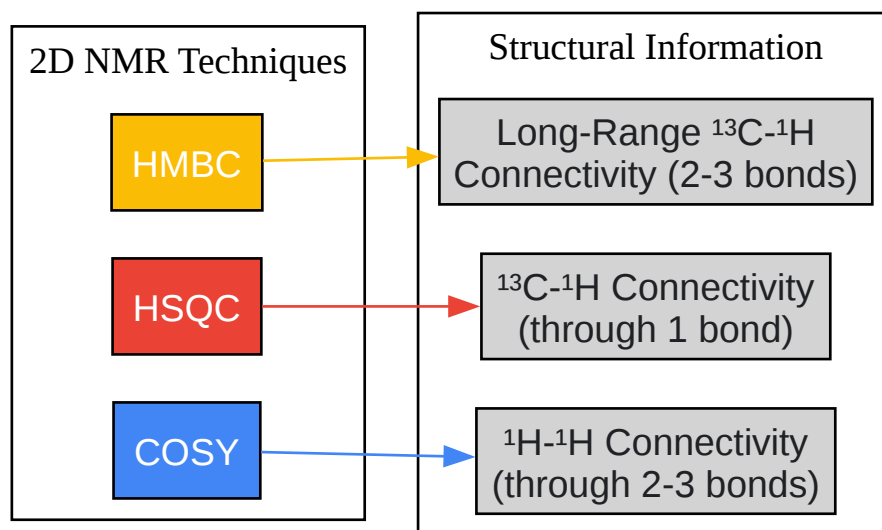 2D NMR Techniques
Structural Information
HMBC
Long-Range ¹³C-¹H
Connectivity (2-3 bonds)
HSQC
¹³C-¹H Connectivity
(through 1 bond)
COSY
¹H-¹H Connectivity
(through 2-3 bonds)